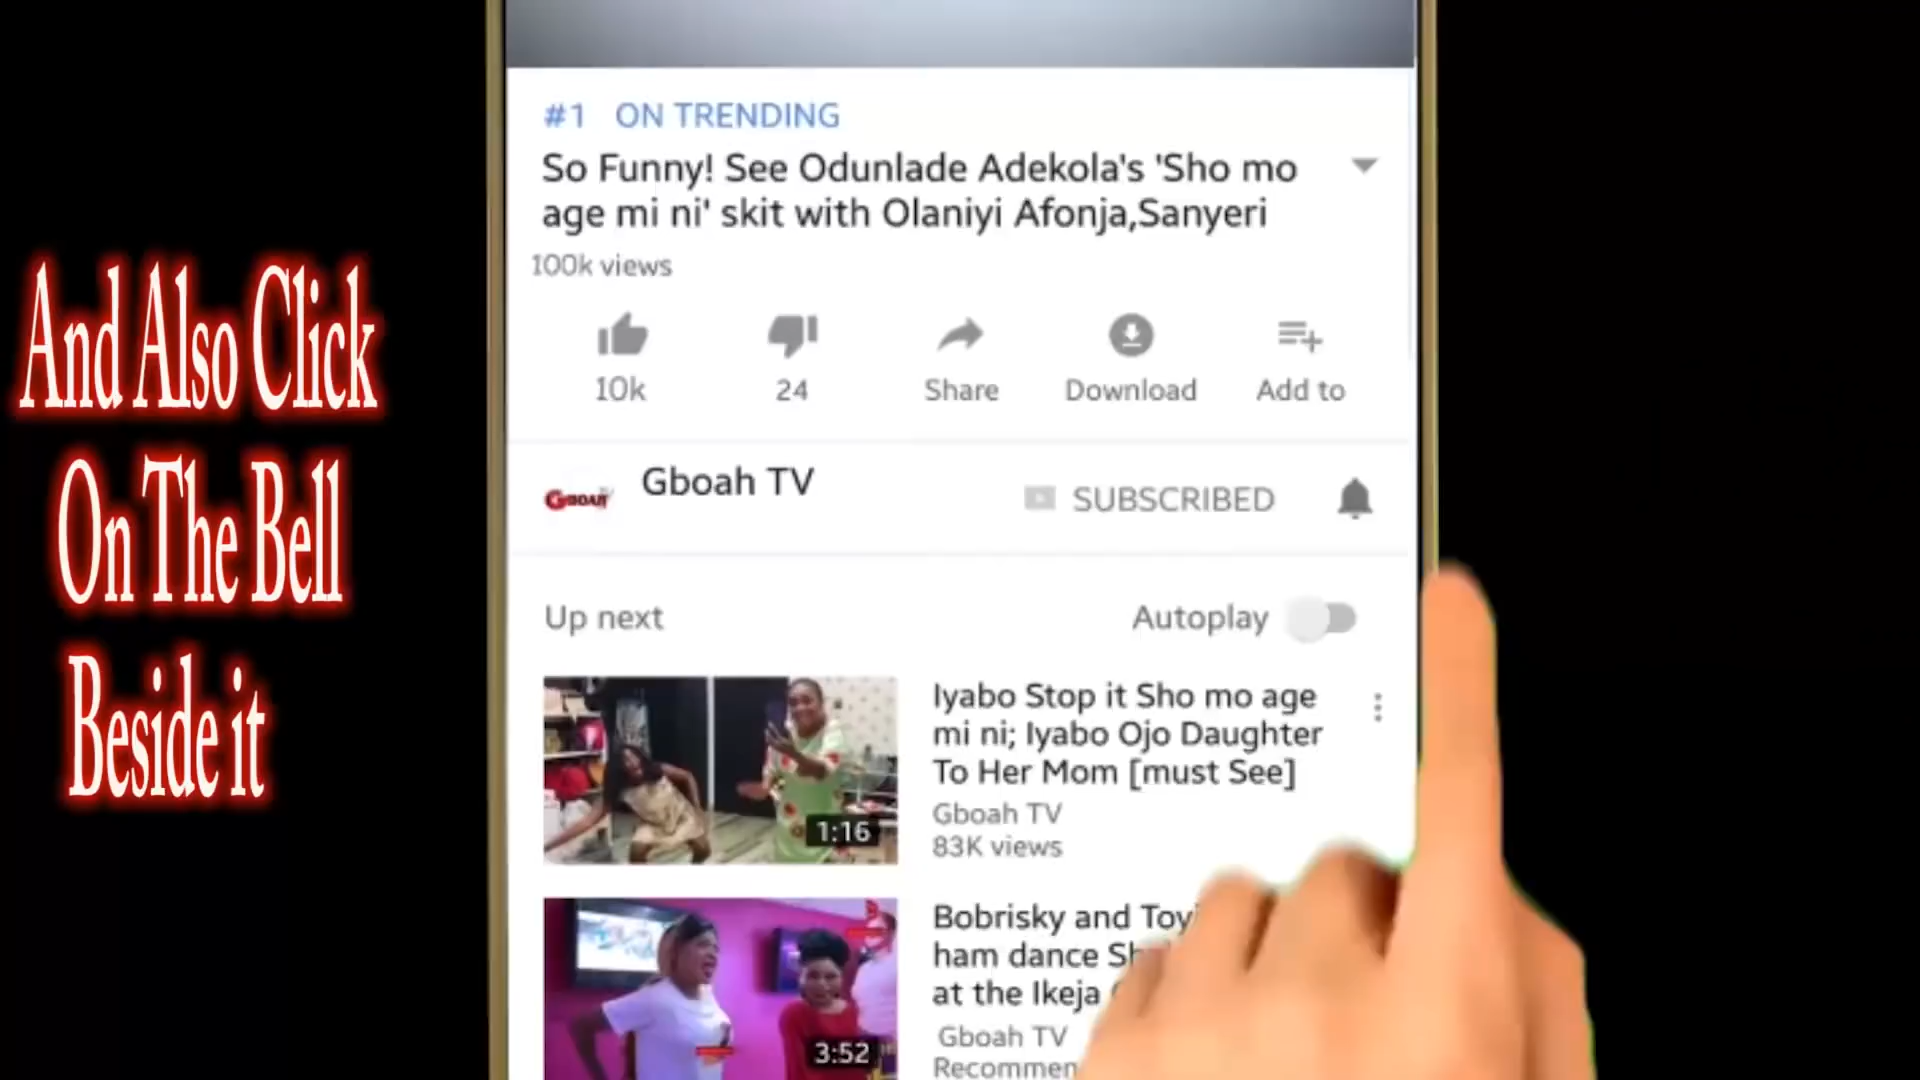 And Also Click
On The Bell
Beside it
#1 ON TRENDING
So Funny! See Odunlade Adekola's 'Sho mo
age mi ni' skit with Olaniyi Afonja,Sanyeri
100k views
10k
24
Share
Download
Add to
GBOAH
Gboah TV
SUBSCRIBED
Up next
Autoplay
1:16
Iyabo Stop it Sho mo age
mi ni; Iyabo Ojo Daughter
To Her Mom [must See]
Gboah TV
83K views
3:52
Bobrisky and
ham dance
at the Ikeja
Gboah TV